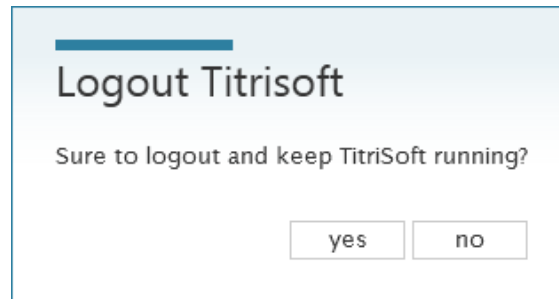 Logout Titrisoft
Sure to logout and keep TitriSoft running?
yes no